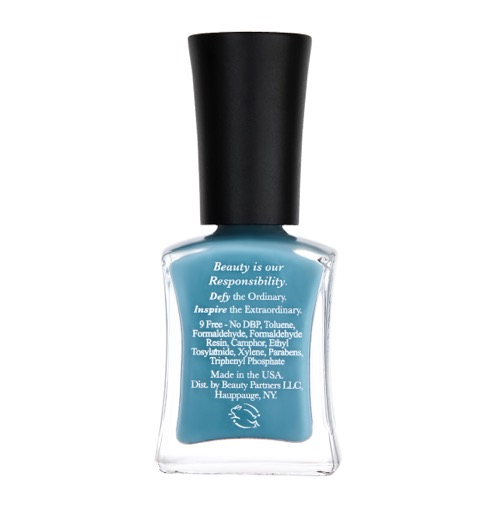 Beauty is our
Responsibility.
Defy the Ordinary.
Inspire the Extraordinary.
9 Free - No DBP, Toluene,
Formaldehyde, Formaldehyde
Resin, Camphor, Ethyl
Tosylamide, Xylene, Parabens,
Triphenyl Phosphate
Made in the USA.
Dist. by Beauty Partners LLC,
Hauppauge, NY.